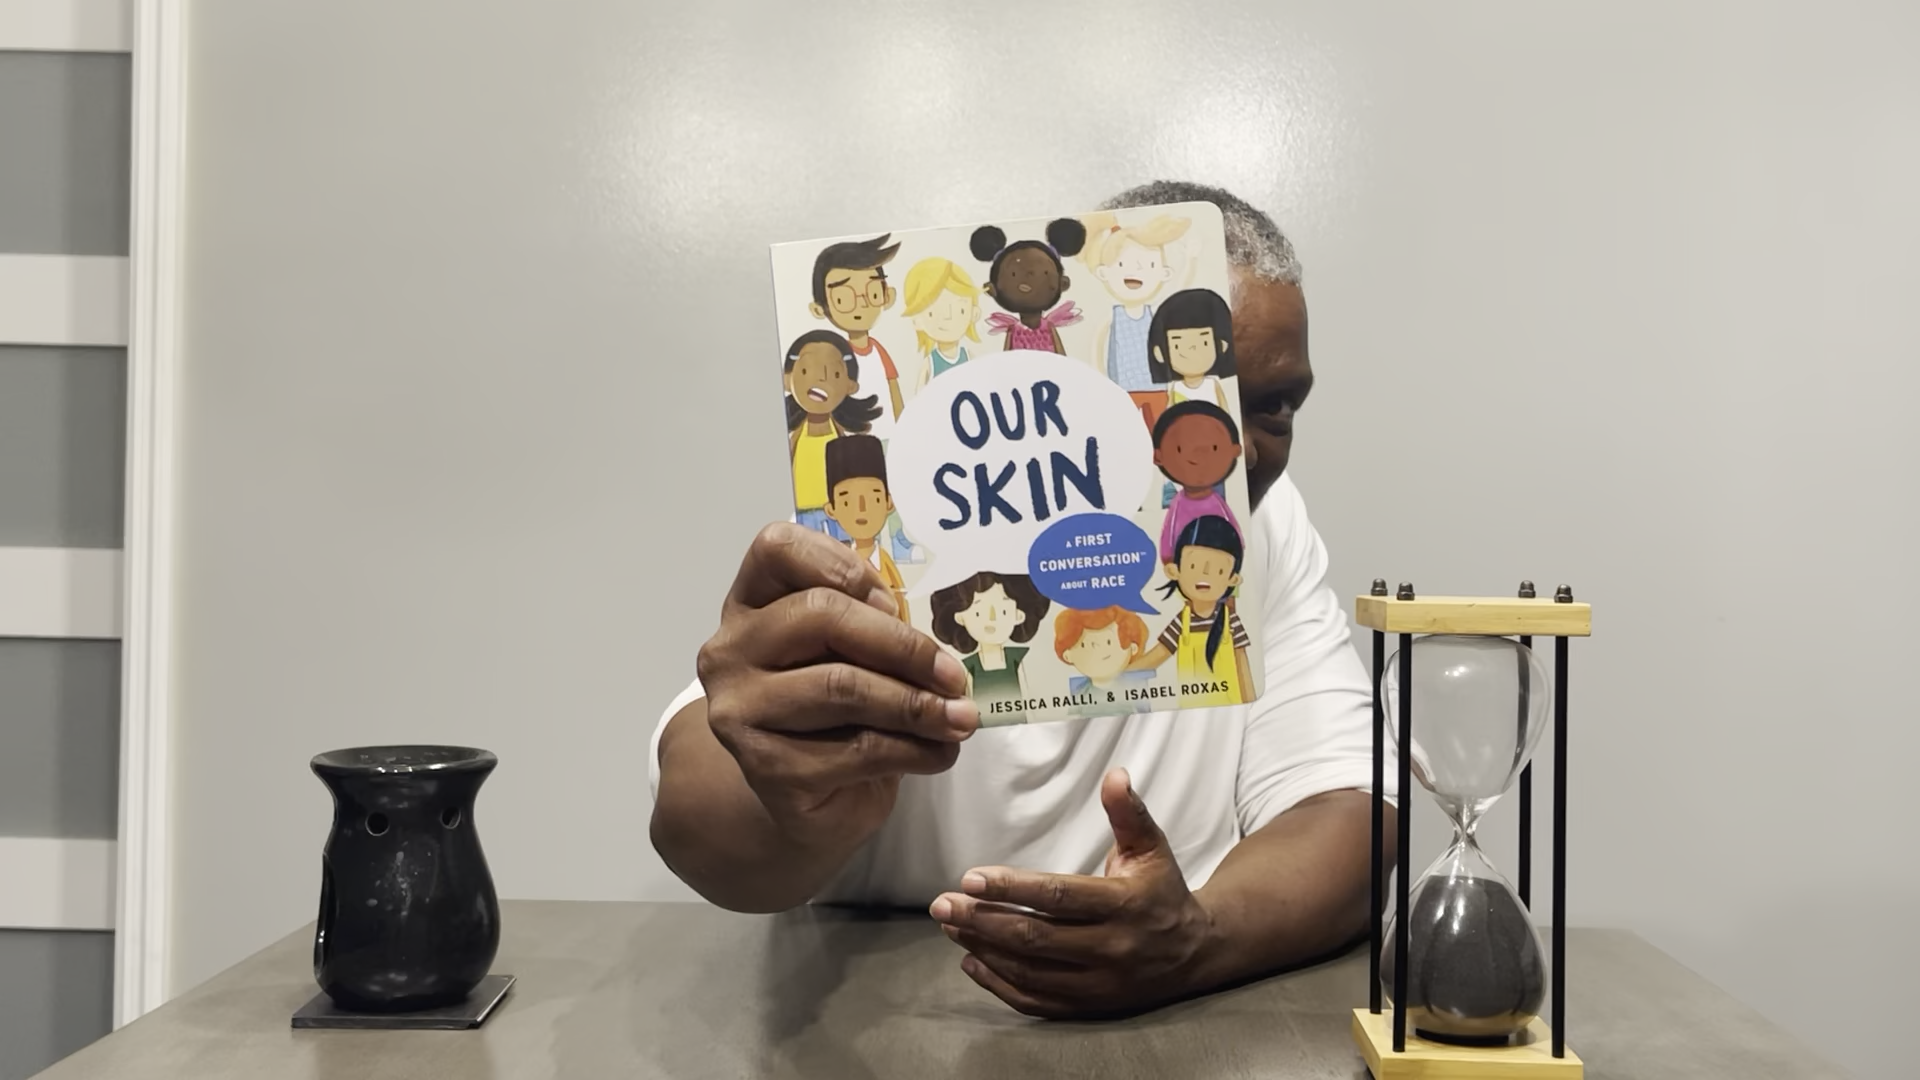 OUR
SKIN
A FIRST
CONVERSATION™
ABOUT RACE
JESSICA RALLI, & ISABEL ROXAS